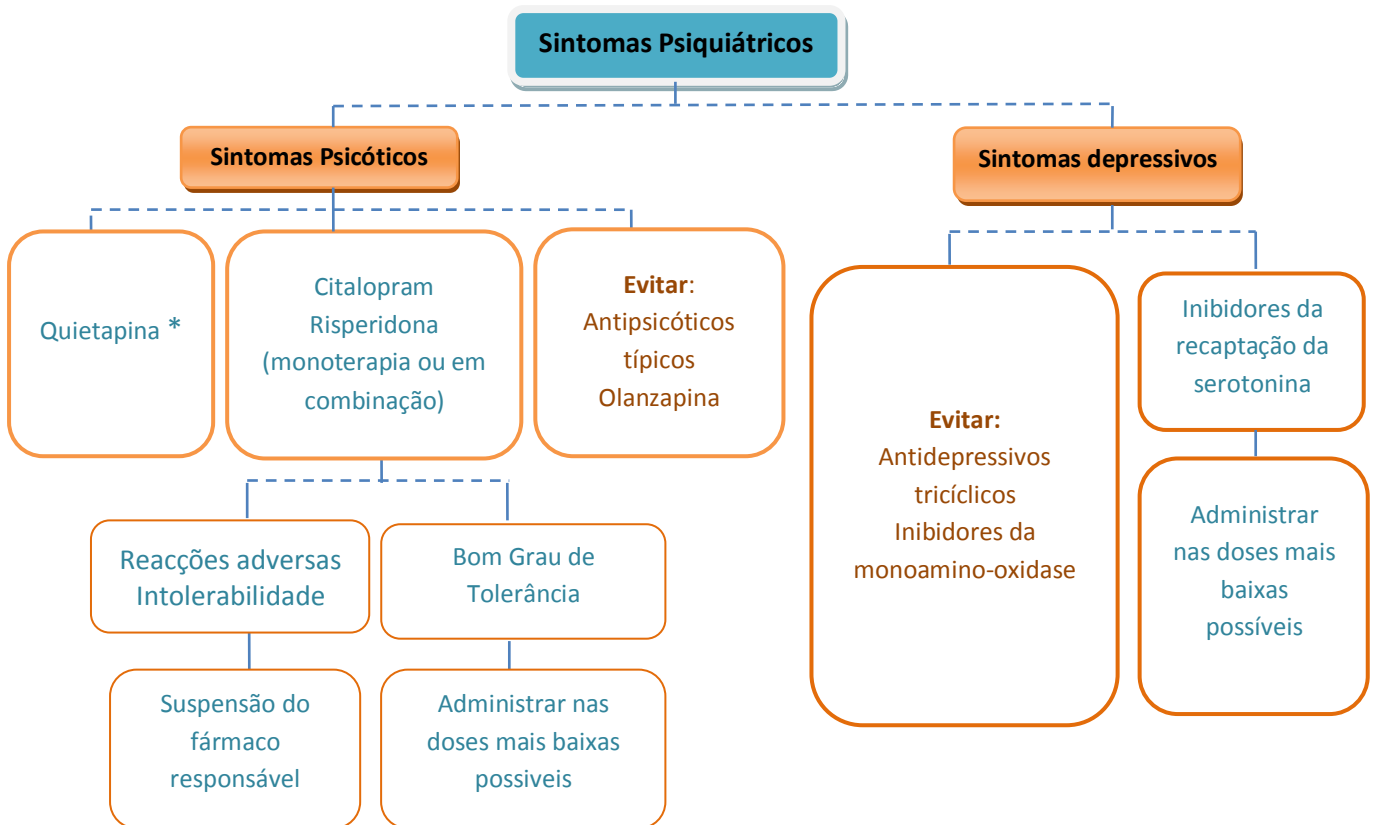 Sintomas Psiquiátricos
Sintomas Psicóticos
Sintomas depressivos
Quietapina *
Citalopram
Risperidona
(monoterapia ou em
combinação)
Evitar:
Antipsicóticos
típicos
Olanzapina
Evitar:
Antidepressivos
tricíclicos
Inibidores da
monoamino-oxidase
Inibidores da
recaptação da
serotonina
Reacções adversas
Intolerabilidade
Bom Grau de
Tolerância
Administrar
nas doses mais
baixas
possíveis
Suspensão do
fármaco
responsável
Administrar nas
doses mais baixas
possiveis